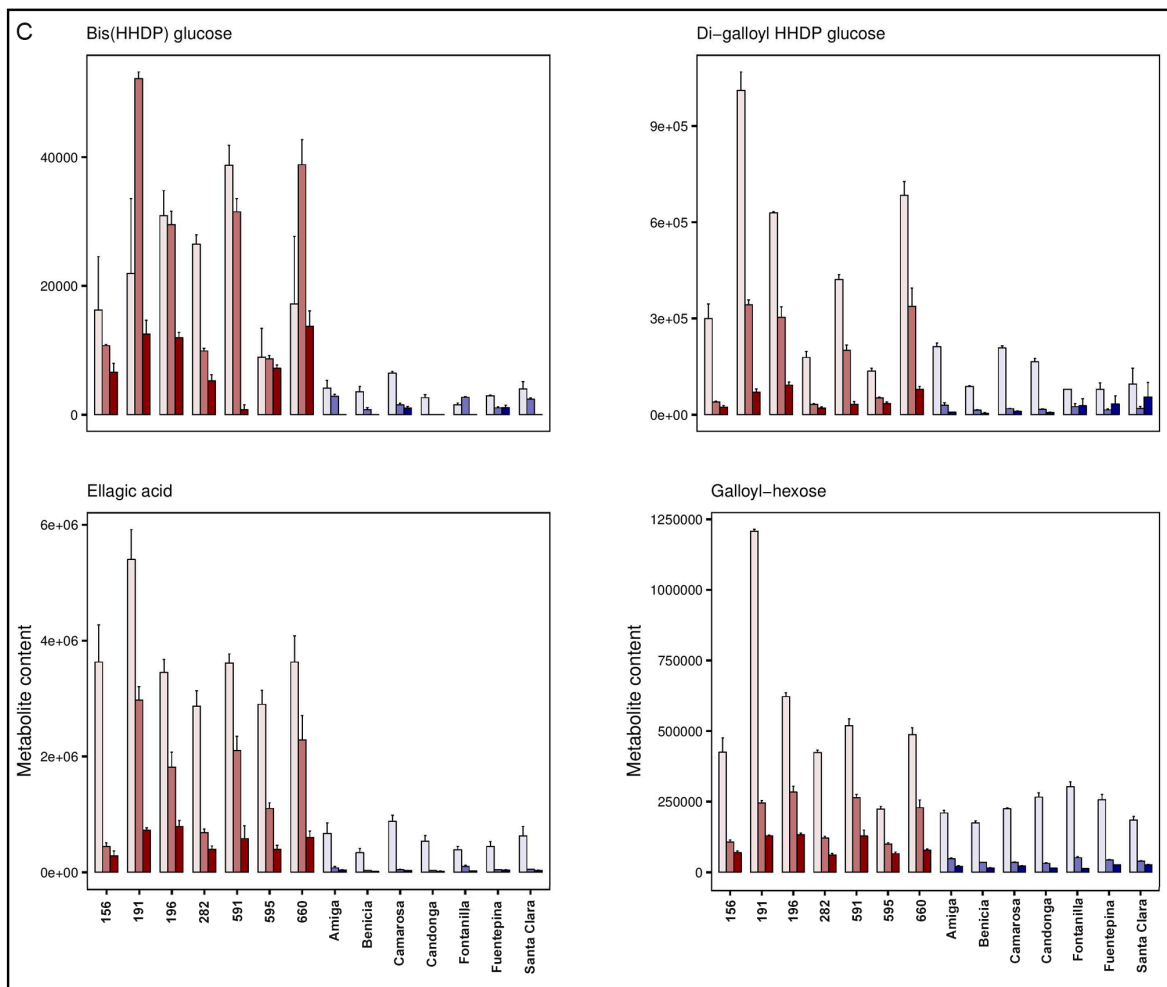 C
Bis(HHDP) glucose
40000
20000
0
Di−galloyl HHDP glucose
9e+05
6e+05
3e+05
0e+00
Ellagic acid
Metabolite content
6e+06
4e+06
2e+06
0e+00
156
191
196
282
591
595
660
Amiga
Benicia
Camarosa
Candonga
Fontanilla
Fuentepina
Santa Clara
Galloyl−hexose
Metabolite content
1250000
1000000
750000
500000
250000
0
156
191
196
282
591
595
660
Amiga
Benicia
Camarosa
Candonga
Fontanilla
Fuentepina
Santa Clara